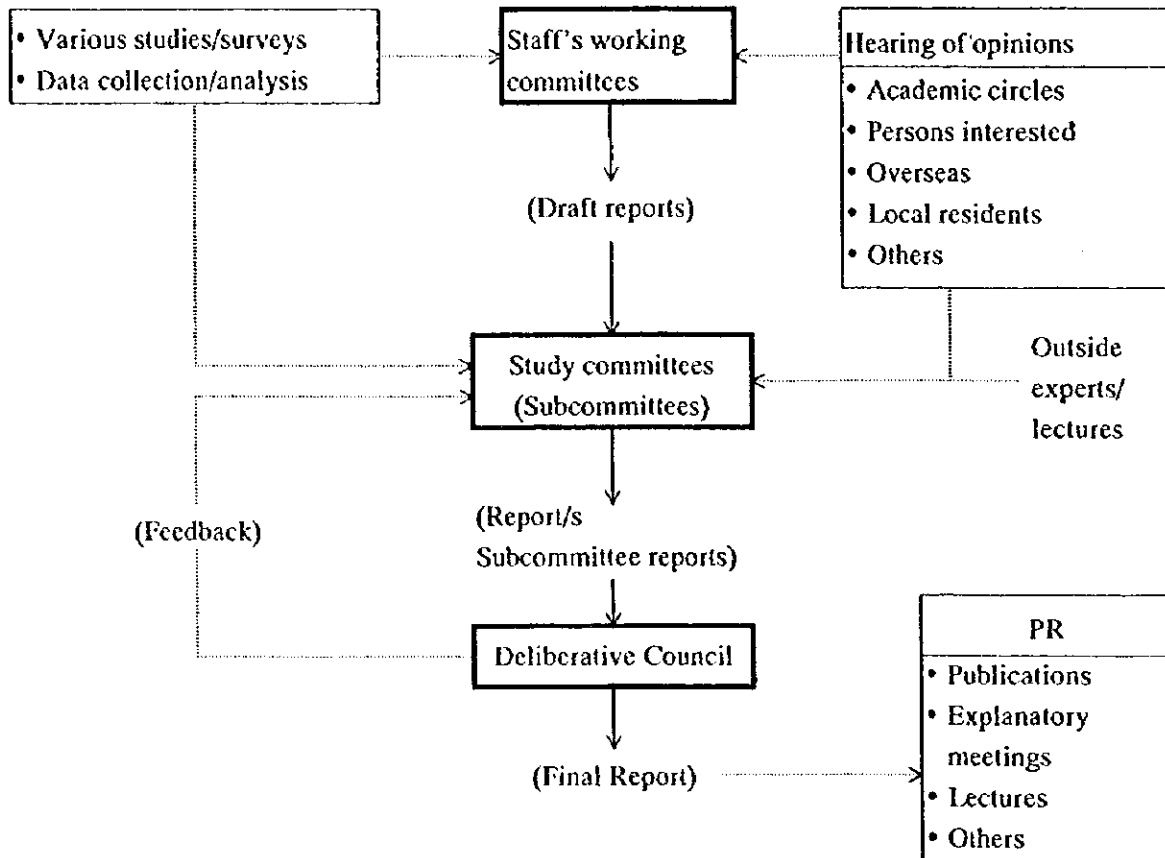 • Various studies/surveys
• Data collection/analysis
Staff's working
committees
Hearing of opinions
• Academic circles
• Persons interested
• Overseas
• Local residents
• Others
(Draft reports)
Study committees
(Subcommittees)
Outside
experts/
lectures
(Feedback)
(Report/s
Subcommittee reports)
Deliberative Council
(Final Report)
PR
• Publications
• Explanatory
meetings
• Lectures
• Others